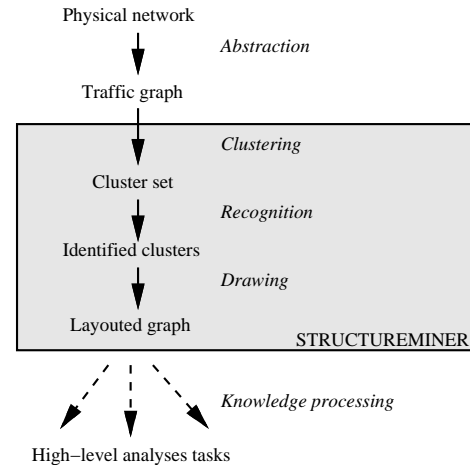 Physical network
Abstraction
Traffic graph
Clustering
Cluster set
Recognition
Identified clusters
Drawing
Layouted graph
STRUCTUREMINER
Knowledge processing
High−level analyses tasks